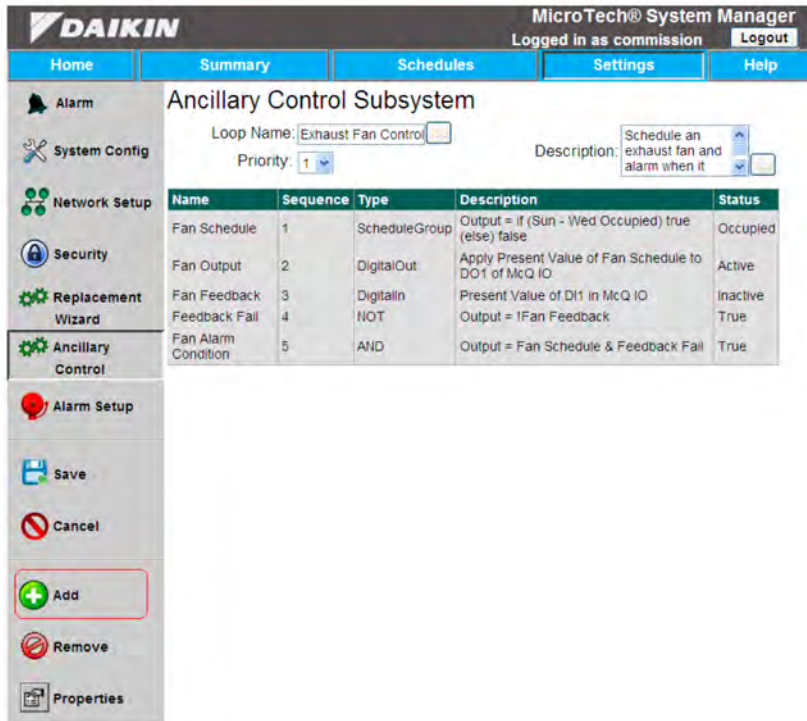 DAIKIN
MicroTech® System Manager
Logged in as commission Logout
Home Summary Schedules Settings Help
Alarm
System Config
Network Setup
Security
Replacement
Wizard
Ancillary
Control
Alarm Setup
Save
Cancel
Add
Remove
Properties
Ancillary Control Subsystem
Loop Name: Exhaust Fan Control ...
Priority: 1
Description: Schedule an
exhaust fan and
alarm when it
...
Name Sequence Type Description Status
Fan Schedule 1 ScheduleGroup Output = if (Sun - Wed Occupied) true
(else) false Occupied
Fan Output 2 DigitalOut Apply Present Value of Fan Schedule to
DO1 of McQ IO Active
Fan Feedback 3 DigitalIn Present Value of DI1 in McQ IO Inactive
Feedback Fail 4 NOT Output = !Fan Feedback True
Fan Alarm
Condition 5 AND Output = Fan Schedule & Feedback Fail True